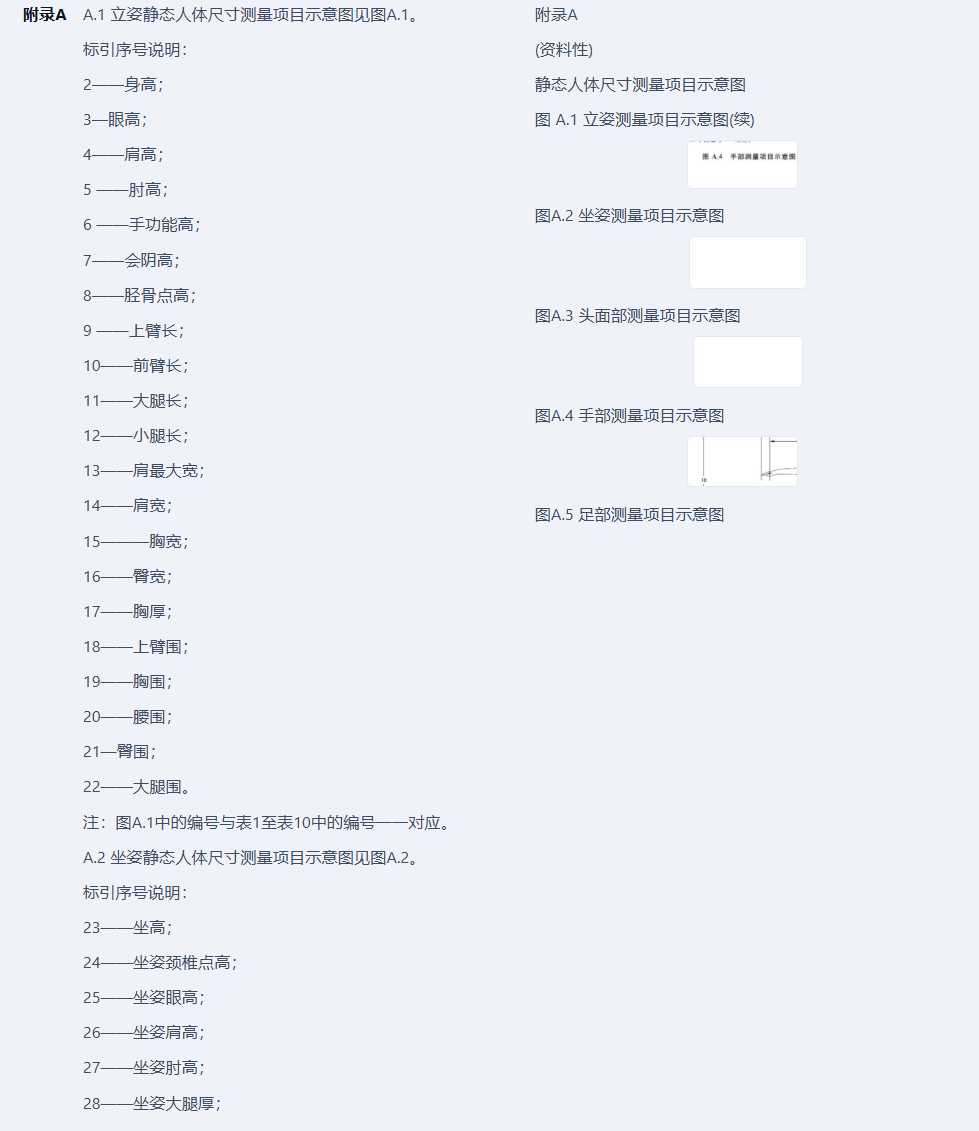 附录A
A.1 立姿静态人体尺寸测量项目示意图见图A.1。
标引序号说明：
2——身高；
3—眼高；
4——肩高；
5 ——肘高；
6 ——手功能高；
7——会阴高；
8——胫骨点高；
9 ——上臂长；
10——前臂长；
11——大腿长；
12——小腿长；
13——肩最大宽；
14——肩宽；
15———胸宽；
16——臀宽；
17——胸厚；
18——上臂围；
19——胸围；
20——腰围；
21—臀围；
22——大腿围。
注：图A.1中的编号与表1至表10中的编号一一对应。
A.2 坐姿静态人体尺寸测量项目示意图见图A.2。
标引序号说明：
23——坐高；
24——坐姿颈椎点高；
25——坐姿眼高；
26——坐姿肩高；
27——坐姿肘高；
28——坐姿大腿厚；
附录A
(资料性)
静态人体尺寸测量项目示意图
图 A.1 立姿测量项目示意图(续)
图 A.4 手部测量项目示意图
图A.2 坐姿测量项目示意图
图A.3 头面部测量项目示意图
图A.4 手部测量项目示意图
图A.5 足部测量项目示意图